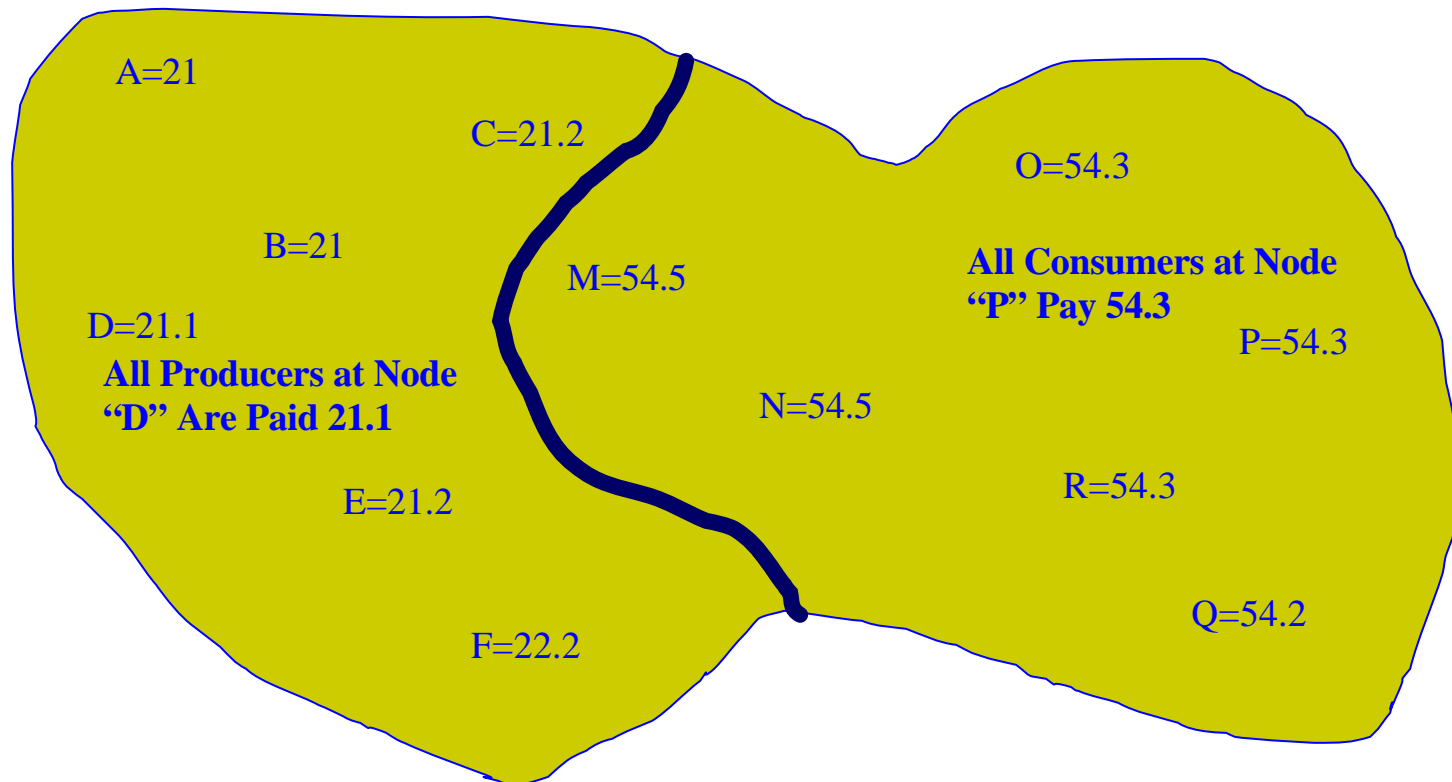 A=21
C=21.2
B=21
D=21.1
All Producers at Node
“D” Are Paid 21.1
E=21.2
F=22.2
M=54.5
N=54.5
O=54.3
All Consumers at Node
“P” Pay 54.3
P=54.3
R=54.3
Q=54.2